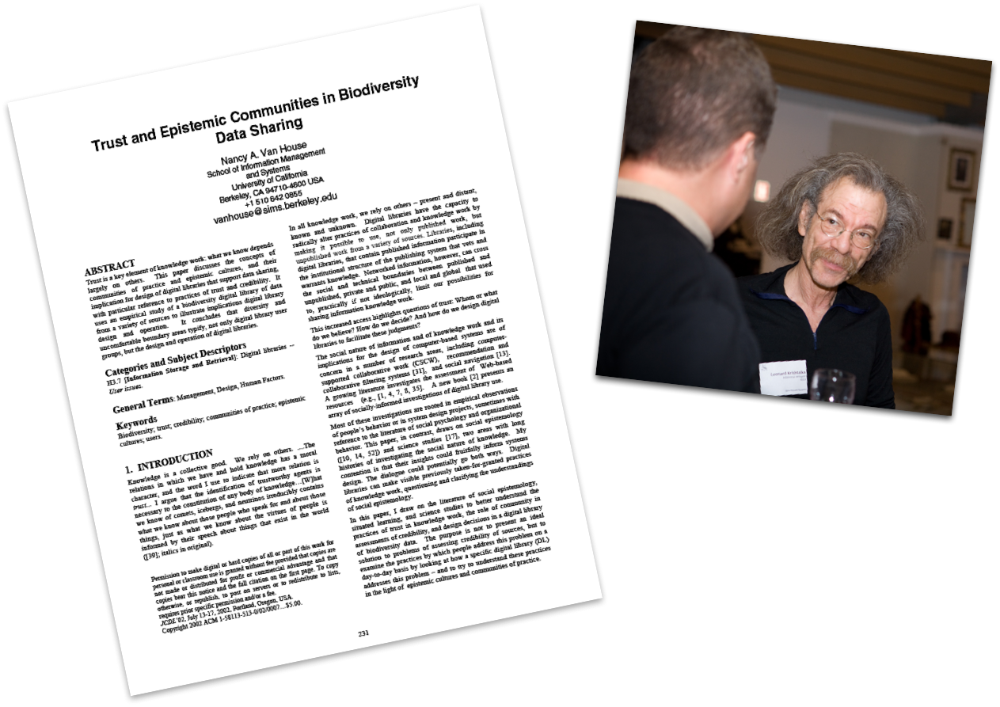 Trust and Epistemic Communities in Biodiversity
Data Sharing
Nancy A. Van House
School of Information Management
and Systems
University of California
Berkeley, CA 94710-4600 USA
+1 510 642 0855
vanhouse@sims.berkeley.edu
ABSTRACT
Trust is a key element of knowledge work: what we know depends
largely on others. This paper discusses the concepts of
communities of practice and epistemic cultures, and their
implication for design of digital libraries that support data sharing,
with particular reference to practices of trust and credibility. It
uses an empirical study of a biodiversity digital library of data
from a variety of sources to illustrate implications digital library
design and operation. It concludes that diversity and
uncomfortable boundary areas typify, not only digital library user
groups, but the design and operation of digital libraries.
Categories and Subject Descriptors
H3.7 [Information Storage and Retrieval]: Digital libraries --
User issues.
General Terms: Management, Design, Human Factors.
Keywords
Biodiversity; trust; credibility; communities of practice; epistemic
cultures; users.
1. INTRODUCTION
Knowledge is a collective good. We rely on others. ....The
relations in which we have and hold knowledge has a moral
character, and the word I use to indicate that more relation is
trust... I argue that the identification of trustworthy agents is
necessary to the constitution of any body of knowledge…[W]hat
we know of comets, icebergs, and neutrinos irreducibly contains
what we know about those people who speak for and about those
things, just as what we know about the virtues of people is
informed by their speech about things that exist in the world
([39]; italics in original).
Permission to make digital or hard copies of all or part of this work for
personal or classroom use is granted without fee provided that copies are
not made or distributed for profit or commercial advantage and that
copies bear this notice and the full citation on the first page. To copy
otherwise, or republish, to post on servers or to redistribute to lists,
requires prior specific permission and/or a fee.
JCDL'02, July 13-17, 2002, Portland, Oregon, USA.
Copyright 2002 ACM 1-58113-513-0/02/0007…$5.00.
In all knowledge work, we rely on others – present and distant,
known and unknown. Digital libraries have the capacity to
radically alter practices of collaboration and knowledge work by
making it possible to use, not only published work, but
unpublished work from a variety of sources. Libraries, including
digital libraries, that contain published information participate in
the institutional structure of the publishing system that vets and
warrants knowledge. Networked information, however, can cross
the social and technical boundaries between published and
unpublished, private and public, and local and global that used
to, practically if not ideologically, limit our possibilities for
sharing information knowledge work.
This increased access highlights questions of trust: Whom or what
do we believe? How do we decide? And how do we design digital
libraries to facilitate these judgments?
The social nature of information and of knowledge work and its
implications for the design of computer-based systems are of
concern in a number of research areas, including computer-
supported collaborative work (CSCW), recommendation and
collaborative filtering systems [31], and social navigation [13].
A growing literature investigates the assessment of Web-based
resources (e.g., [1, 4, 7, 8, 35]. A new book [2] presents an
array of socially-informed investigations of digital library use.
Most of these investigations are rooted in empirical observations
of people's behavior or in system design projects, sometimes with
reference to the literature of social psychology and organizational
behavior. This paper, in contrast, draws on social epistemology
([10, 14, 52]) and science studies [17], two areas with long
histories of investigating the social nature of knowledge. My
contention is that their insights could fruitfully inform systems
design. The dialogue could potentially go both ways. Digital
libraries can make visible previously taken-for-granted practices
of knowledge work, questioning and clarifying the understandings
of social epistemology.
In this paper, I draw on the literature of social epistemology,
situated learning, and science studies to better understand the
practices of trust in knowledge work, the role of community in
assessments of credibility, and design decisions in a digital library
of biodiversity data. The purpose is not to present an ideal
solution to problems of assessing credibility of sources, but to
examine the practices by which people address this problem on a
day-to-day basis by looking at how a specific digital library (DL)
addresses this problem – and to try to understand these practices
in the light of epistemic cultures and communities of practice.
231